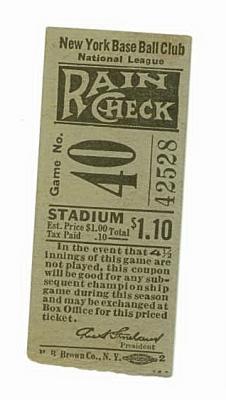 New York Base Ball Club
National League
RAIN
CHECK
Game No.
40
42528
STADIUM
Est. Price $1.00
Tax Paid .10
Total $1.10
In the event that 4½
innings of this game are
not played, this coupon
will be good for any sub-
sequent championship
game during this season
and may be exchanged at
Box Office for this priced
ticket.
President
Brown Co., N. Y.
2